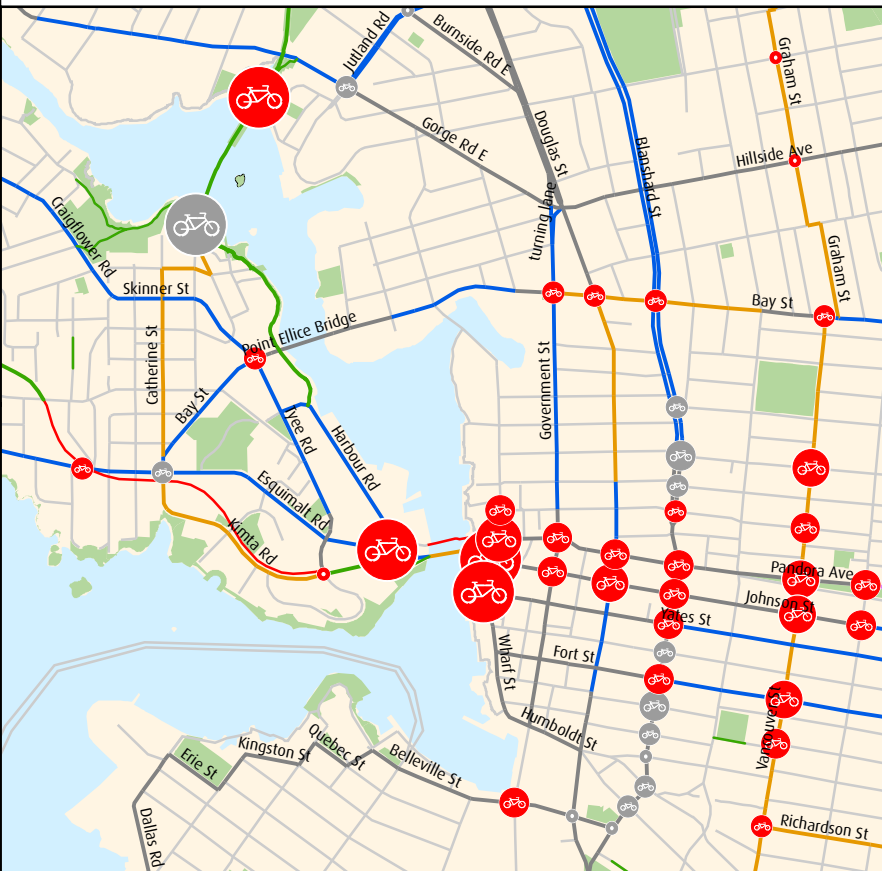 Jutland Rd
Burnside Rd E
Graham St
Gorge Rd E
Douglas St
Hillside Ave
Blanshard St
turning lane
Craigflower Rd
Graham St
Skinner St
Bay St
Point Ellice Bridge
Catherine St
Government St
Bay St
Tyee Rd
Harbour Rd
Esquimalt Rd
Kimta Rd
Pandora Ave
Johnson St
Yates St
Fort St
Wharf St
Vancouver St
Humboldt St
Quebec St
Kingston St
Erie St
Belleville St
Dallas Rd
Richardson St